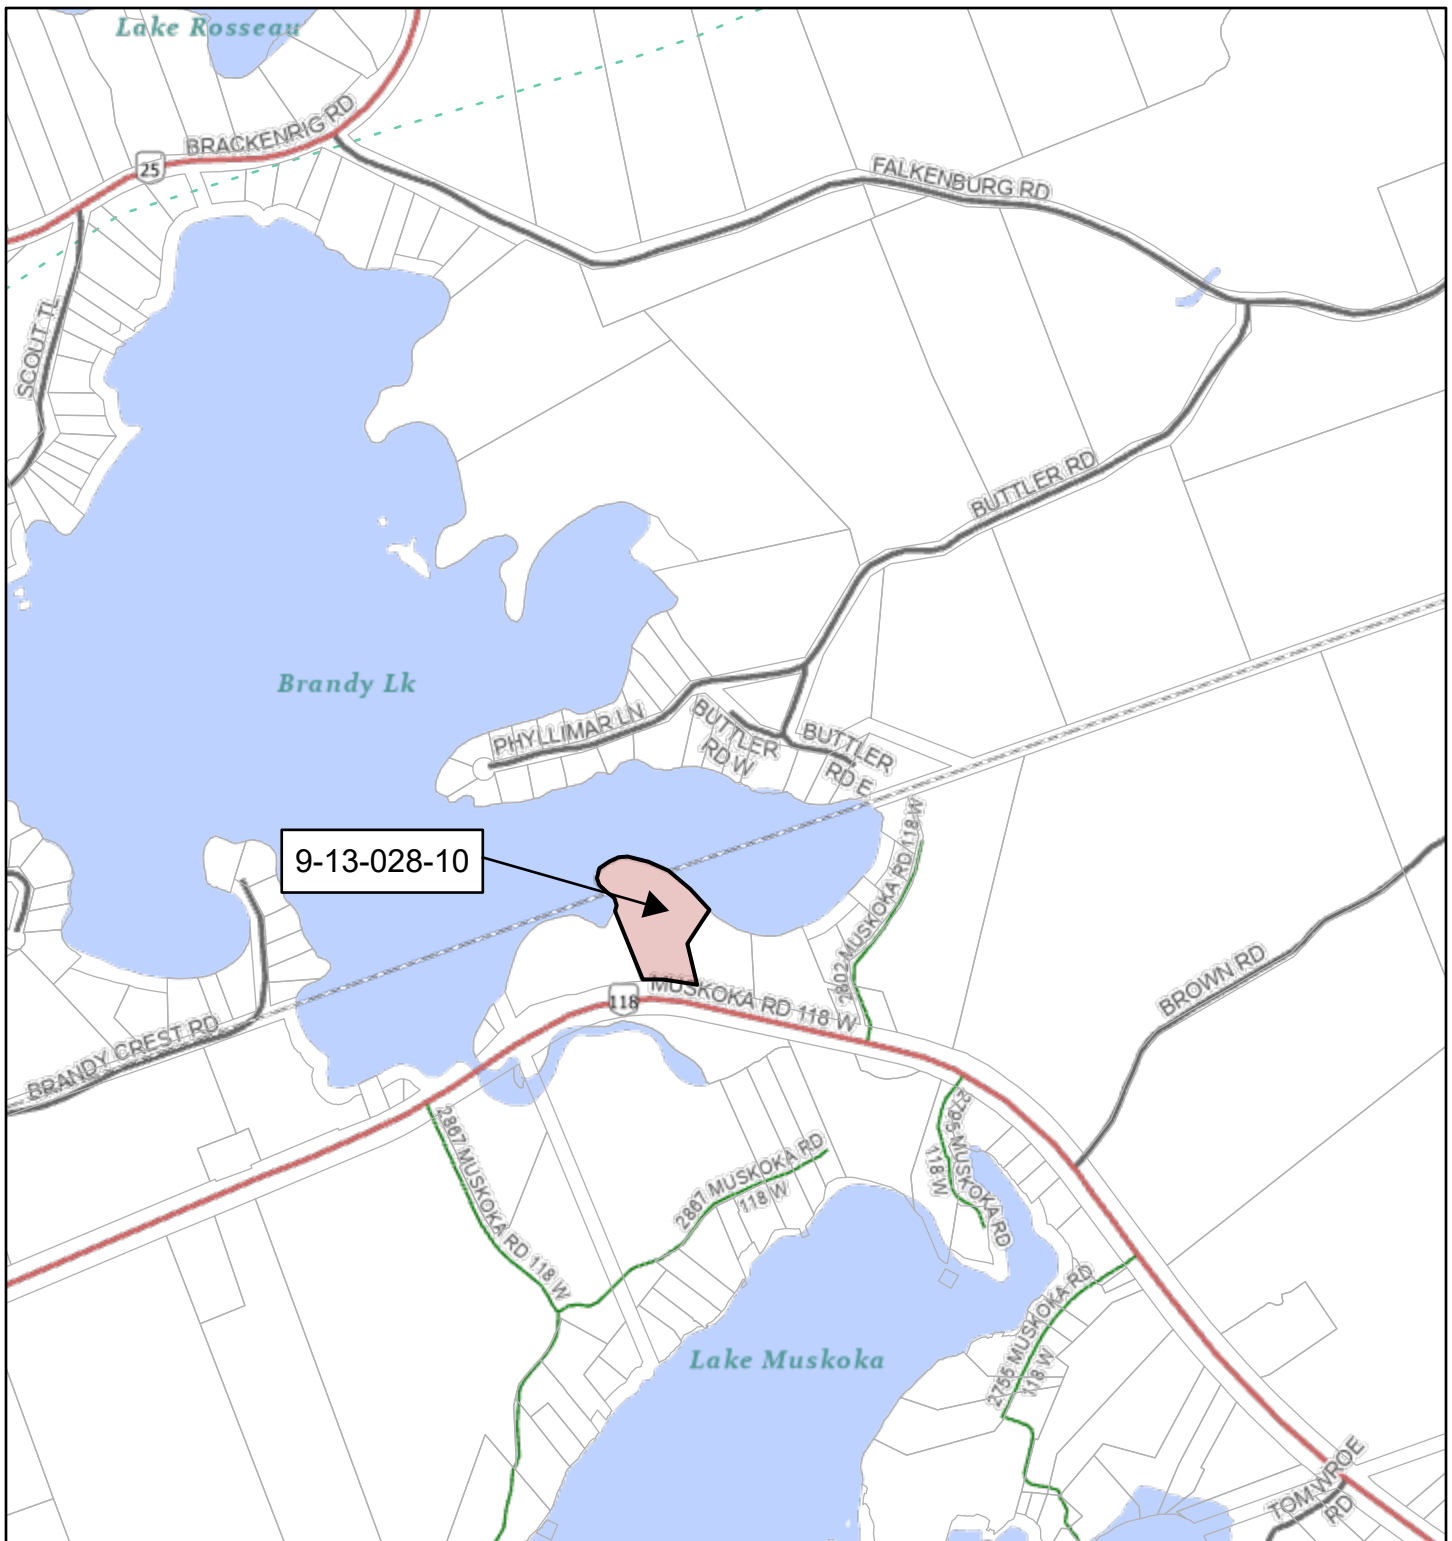 Lake Rosseau
BRACKENRIG RD
25
FALKENBURG RD
SCOUT TL
BUTTLER RD
Brandy Lk
PHYLLIMAR LN
BUTTLER
RD W
BUTTLER
RD E
9-13-028-10
2802 MUSKOKA RD 118 W
MUSKOKA RD 118 W
118
BROWN RD
BRANDY CREST RD
2867 MUSKOKA RD 118 W
2867 MUSKOKA RD
118 W
2795 MUSKOKA RD
118 W
2755 MUSKOKA RD
118 W
Lake Muskoka
TOM WROE
RD